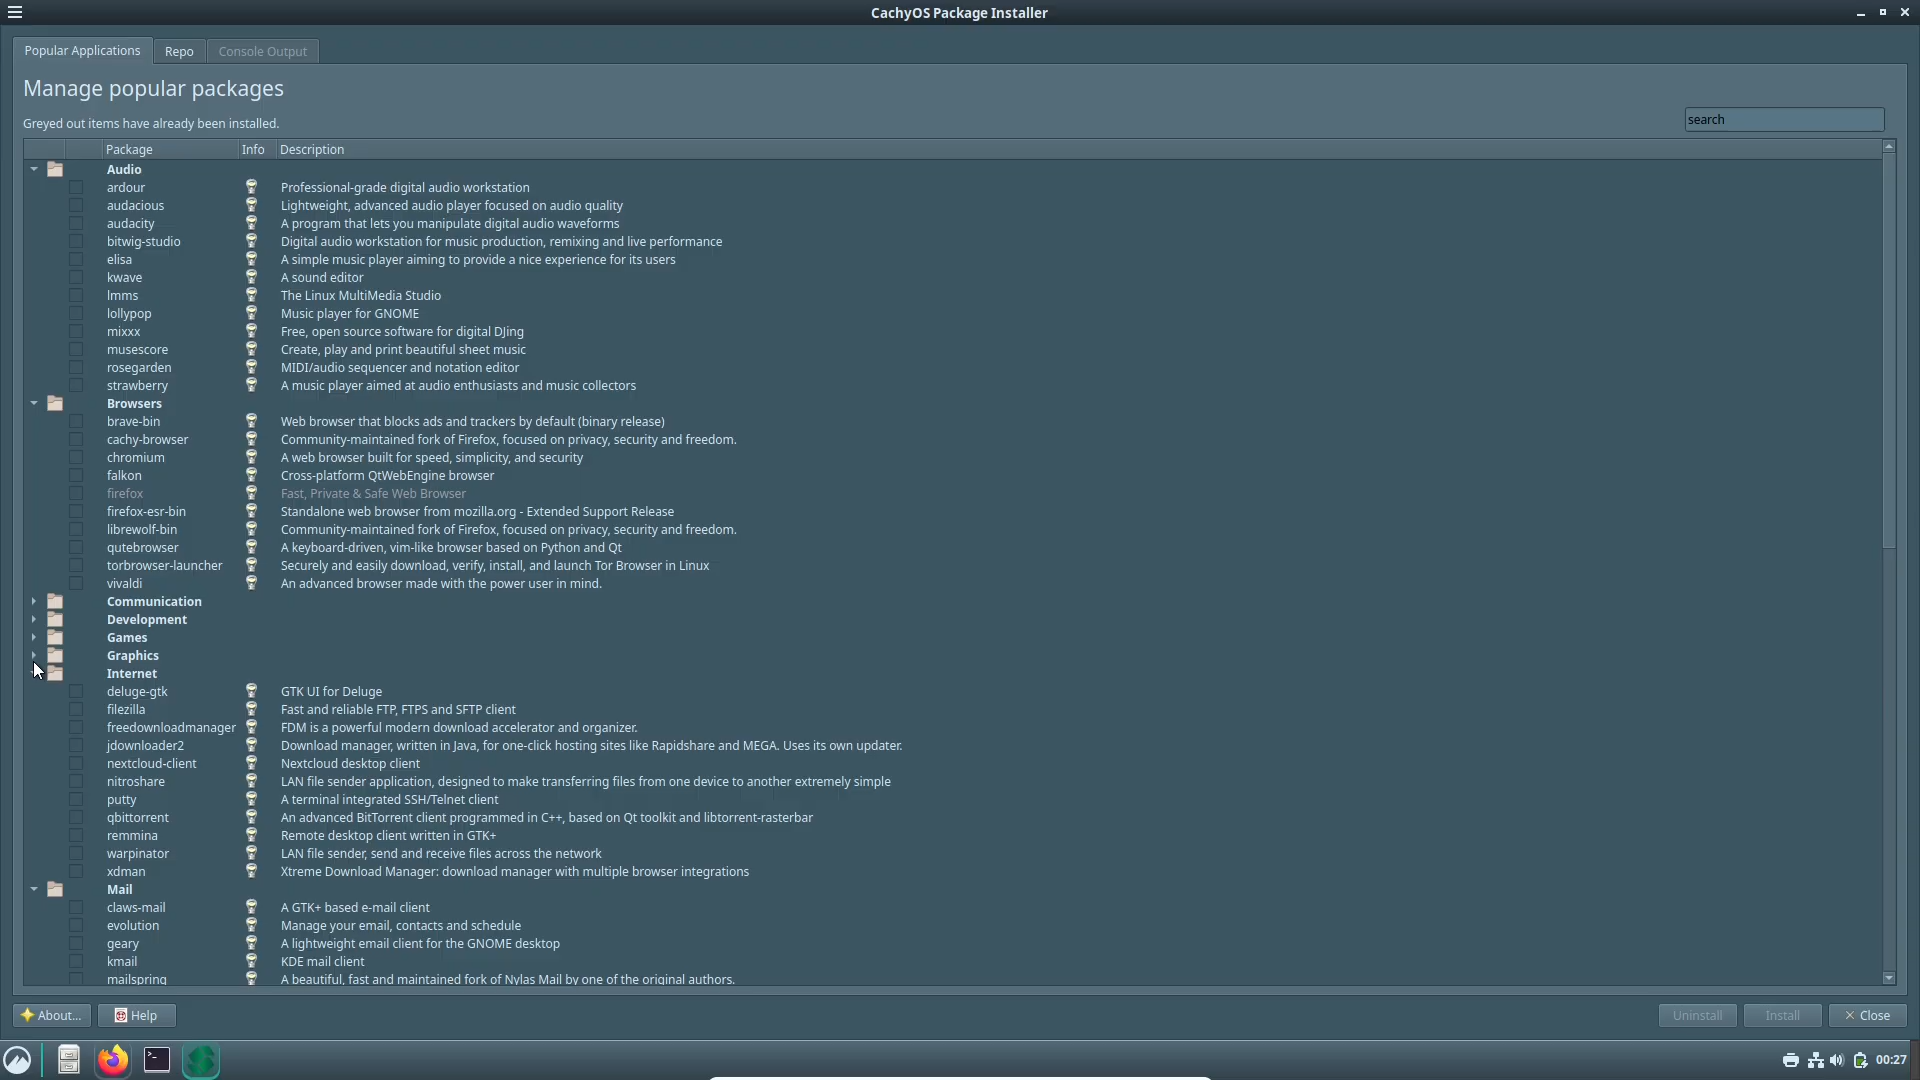 CachyOS Package Installer
Popular Applications
Repo
Console Output
Manage popular packages
Greyed out items have already been installed.
search
Package Info Description
Audio
ardour Professional-grade digital audio workstation
audacious Lightweight, advanced audio player focused on audio quality
audacity A program that lets you manipulate digital audio waveforms
bitwig-studio Digital audio workstation for music production, remixing and live performance
elisa A simple music player aiming to provide a nice experience for its users
kwave A sound editor
lmms The Linux MultiMedia Studio
lollypop Music player for GNOME
mixxx Free, open source software for digital DJing
musescore Create, play and print beautiful sheet music
rosegarden MIDI/audio sequencer and notation editor
strawberry A music player aimed at audio enthusiasts and music collectors
Browsers
brave-bin Web browser that blocks ads and trackers by default (binary release)
cachy-browser Community-maintained fork of Firefox, focused on privacy, security and freedom.
chromium A web browser built for speed, simplicity, and security
falkon Cross-platform QtWebEngine browser
firefox Fast, Private & Safe Web Browser
firefox-esr-bin Standalone web browser from mozilla.org - Extended Support Release
librewolf-bin Community-maintained fork of Firefox, focused on privacy, security and freedom.
qutebrowser A keyboard-driven, vim-like browser based on Python and Qt
torbrowser-launcher Securely and easily download, verify, install, and launch Tor Browser in Linux
vivaldi An advanced browser made with the power user in mind.
Communication
Development
Games
Graphics
Internet
deluge-gtk GTK UI for Deluge
filezilla Fast and reliable FTP, FTPS and SFTP client
freedownloadmanager FDM is a powerful modern download accelerator and organizer.
jdownloader2 Download manager, written in Java, for one-click hosting sites like Rapidshare and MEGA. Uses its own updater.
nextcloud-client Nextcloud desktop client
nitroshare LAN file sender application, designed to make transferring files from one device to another extremely simple
putty A terminal integrated SSH/Telnet client
qbittorrent An advanced BitTorrent client programmed in C++, based on Qt toolkit and libtorrent-rasterbar
remmina Remote desktop client written in GTK+
warpinator LAN file sender, send and receive files across the network
xdman Xtreme Download Manager: download manager with multiple browser integrations
Mail
claws-mail A GTK+ based e-mail client
evolution Manage your email, contacts and schedule
geary A lightweight email client for the GNOME desktop
kmail KDE mail client
mailspring A beautiful, fast and maintained fork of Nylas Mail by one of the original authors.
About...
Help
Uninstall
Install
Close
00:27